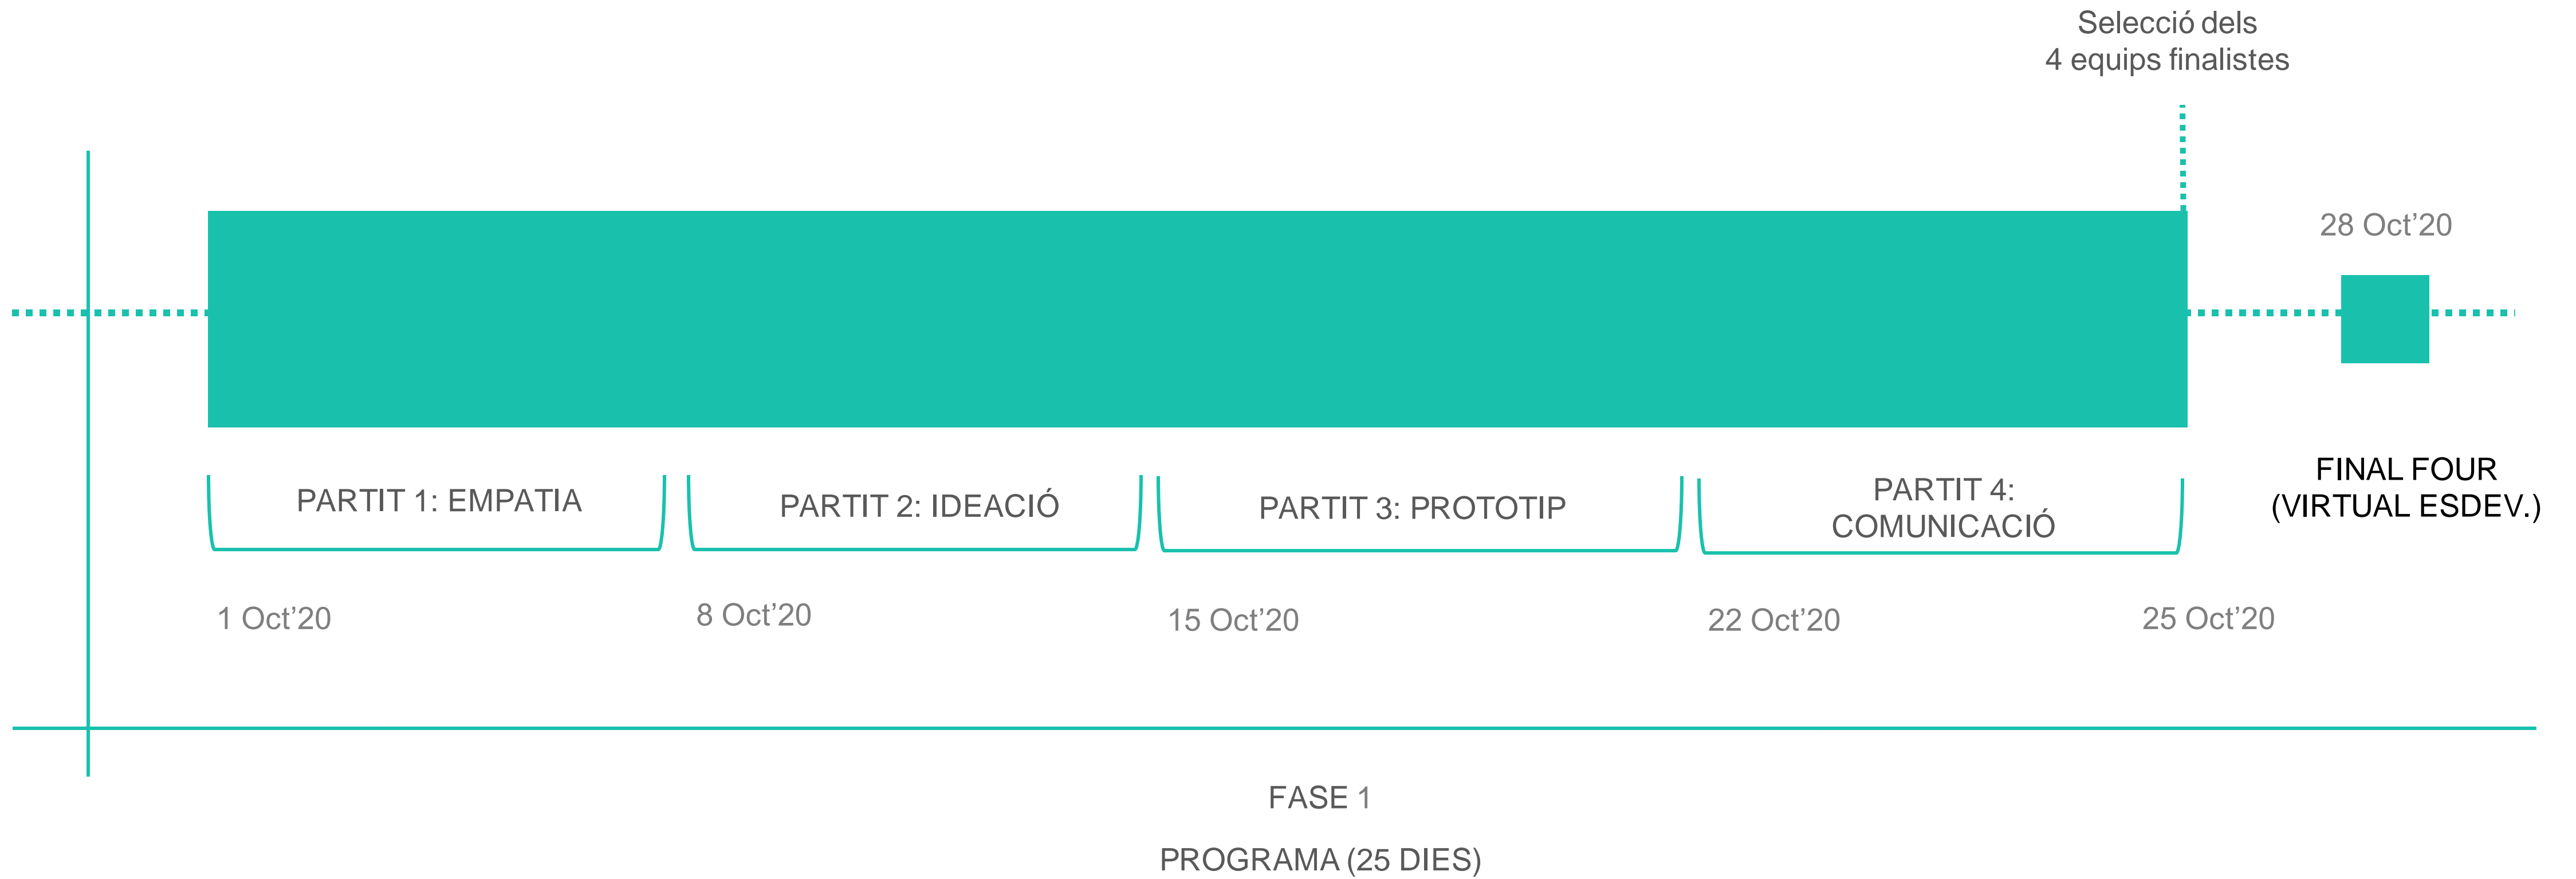 Selecció dels
4 equips finalistes
28 Oct’20
PARTIT 1: EMPATIA
PARTIT 2: IDEACIÓ
PARTIT 3: PROTOTIP
PARTIT 4:
COMUNICACIÓ
FINAL FOUR
(VIRTUAL ESDEV.)
1 Oct’20
8 Oct’20
15 Oct’20
22 Oct’20
25 Oct’20
FASE 1
PROGRAMA (25 DIES)